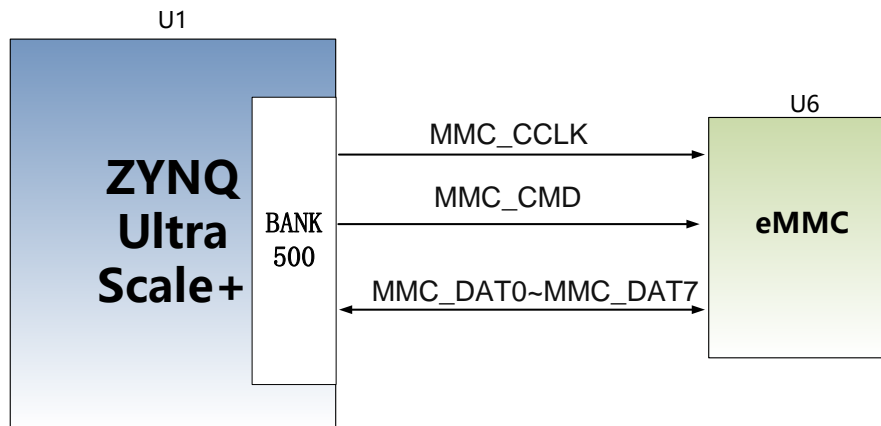 U1
ZYNQ
Ultra
Scale+
BANK
500
MMC_CCLK
MMC_CMD
MMC_DAT0~MMC_DAT7
U6
eMMC